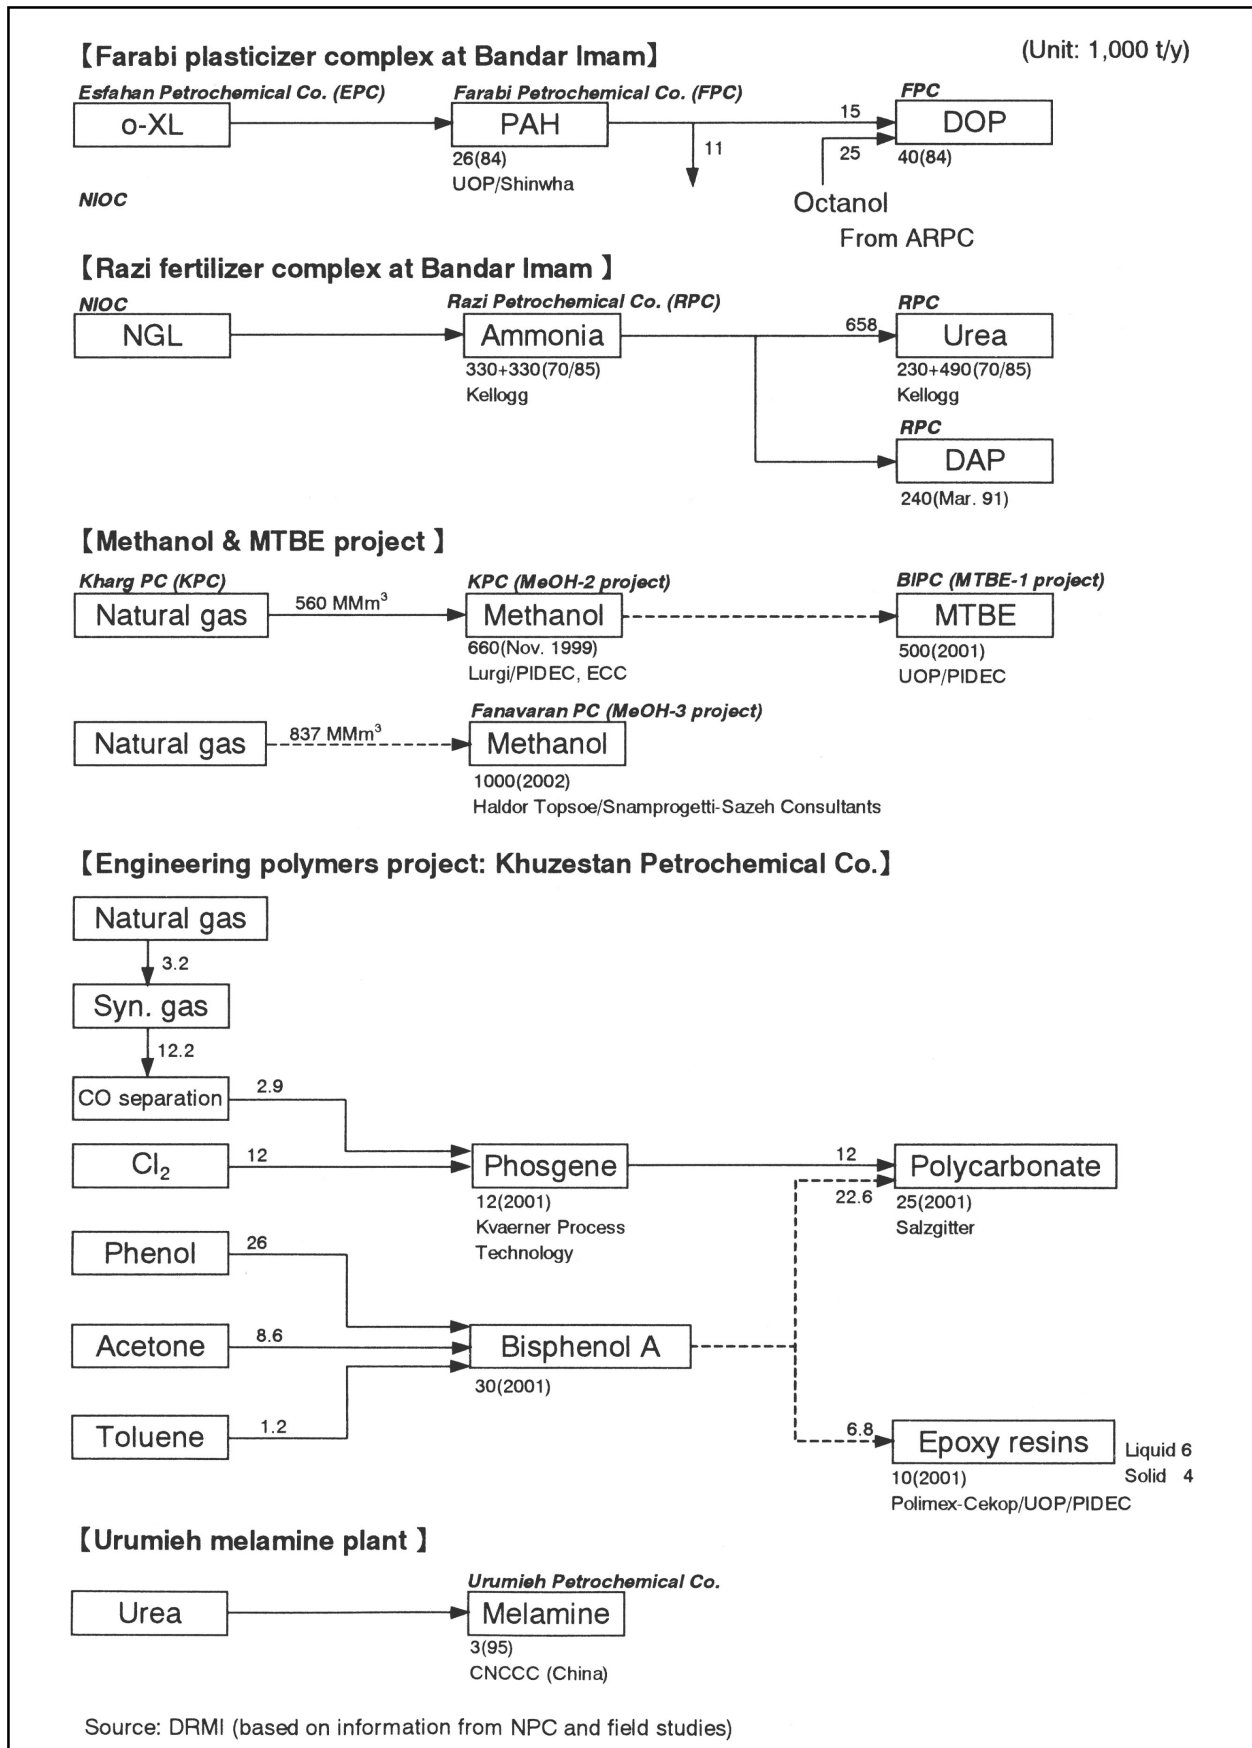 【Farabi plasticizer complex at Bandar Imam】 (Unit: 1,000 t/y)
Esfahan Petrochemical Co. (EPC) Farabi Petrochemical Co. (FPC) FPC
o-XL PAH 15 DOP
26(84) 11 25 40(84)
UOP/Shinwha
NIOC Octanol
From ARPC
【Razi fertilizer complex at Bandar Imam 】
NIOC Razi Petrochemical Co. (RPC) RPC
NGL Ammonia 658 Urea
330+330(70/85) 230+490(70/85)
Kellogg Kellogg
RPC
DAP
240(Mar. 91)
【Methanol & MTBE project 】
Kharg PC (KPC) KPC (MeOH-2 project) BIPC (MTBE-1 project)
Natural gas 560 MMm³ Methanol MTBE
660(Nov. 1999) 500(2001)
Lurgi/PIDEC, ECC UOP/PIDEC
Fanavaran PC (MeOH-3 project)
Natural gas 837 MMm³ Methanol
1000(2002)
Haldor Topsoe/Snamprogetti-Sazeh Consultants
【Engineering polymers project: Khuzestan Petrochemical Co.】
Natural gas
3.2
Syn. gas
12.2
CO separation 2.9
Cl₂ 12 Phosgene 12 Polycarbonate
12(2001) 22.6 25(2001)
Kvaerner Process Salzgitter
Technology
Phenol 26
Acetone 8.6 Bisphenol A
30(2001)
Toluene 1.2 6.8 Epoxy resins Liquid 6
10(2001) Solid 4
Polimex-Cekop/UOP/PIDEC
【Urumieh melamine plant 】
Urumieh Petrochemical Co.
Urea Melamine
3(95)
CNCCC (China)
Source: DRMI (based on information from NPC and field studies)